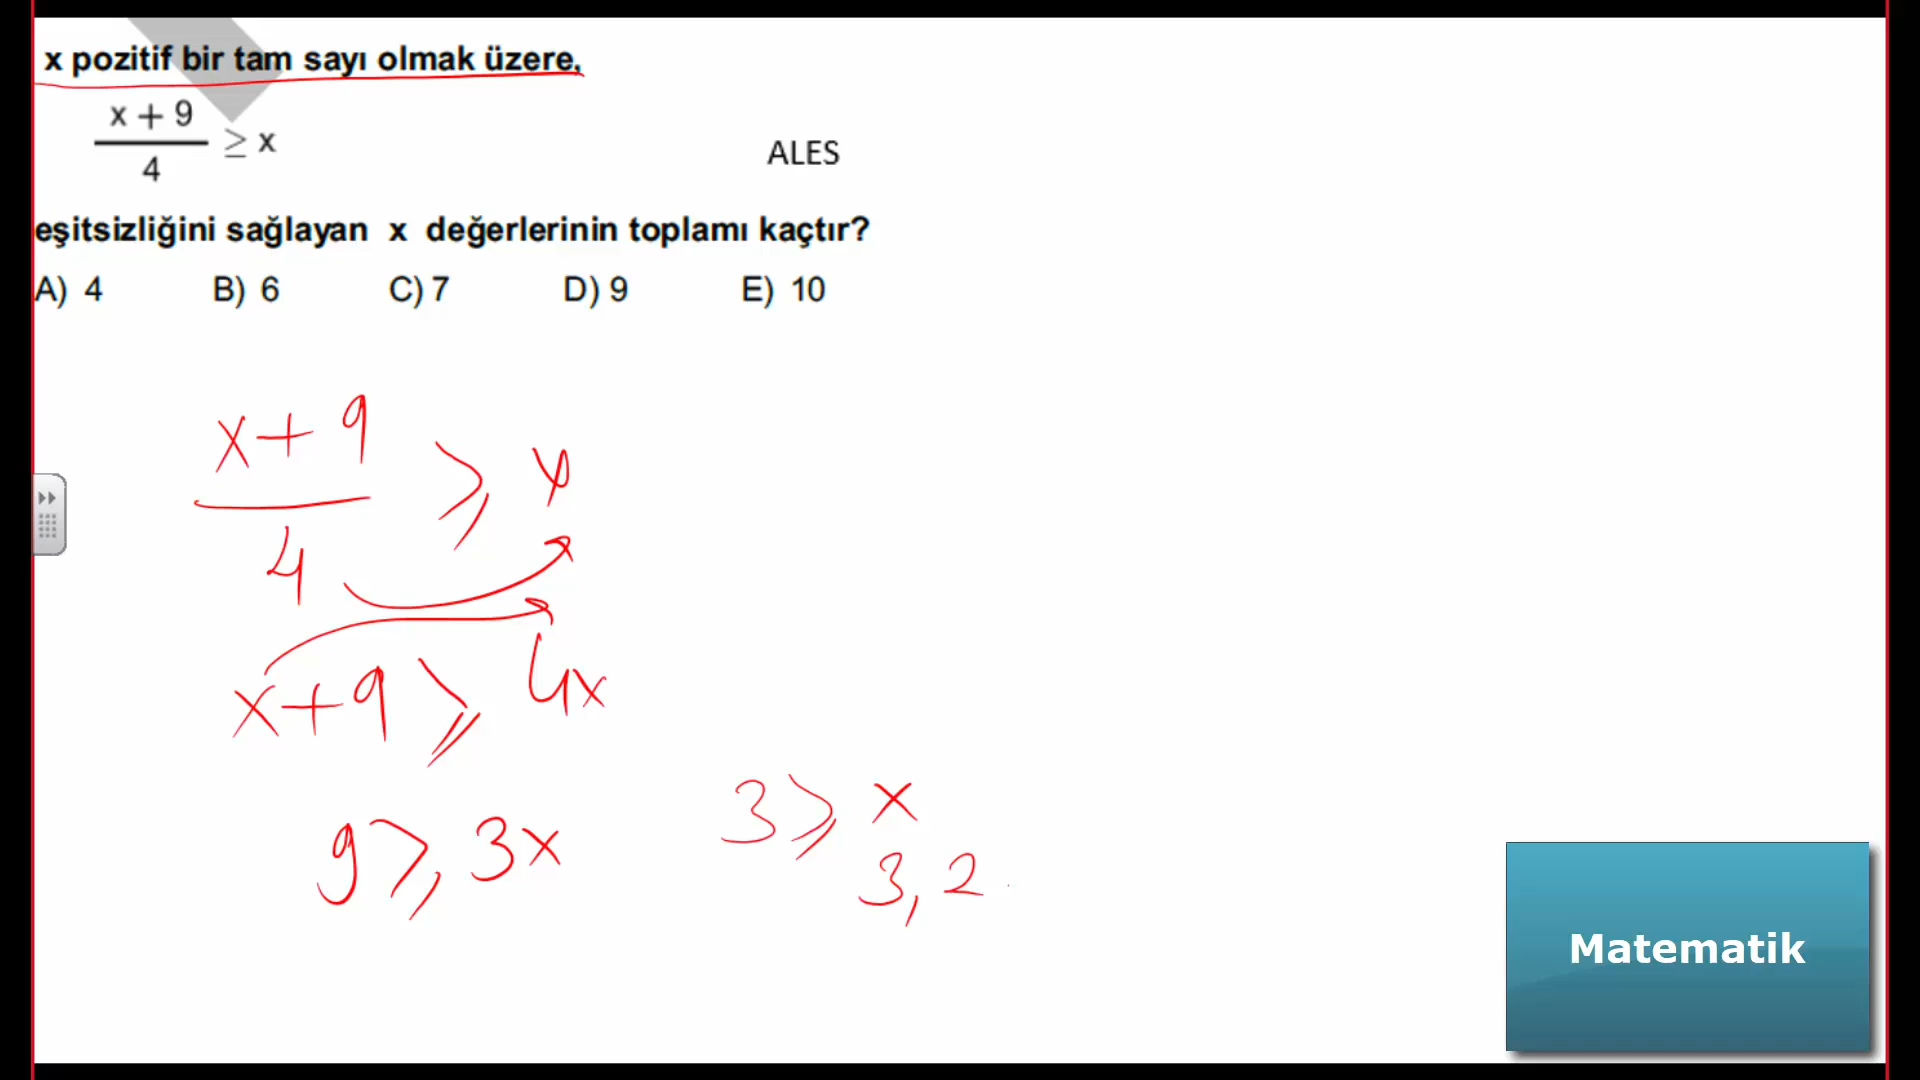 x pozitif bir tam sayı olmak üzere,
x + 9
4
≥ x
ALES
eşitsizliğini sağlayan x değerlerinin toplamı kaçtır?
A) 4 B) 6 C) 7 D) 9 E) 10
x + 9
4
≥ x
x + 9 ≥ 4x
9 ≥ 3x
3 ≥ x
3, 2
Matematik